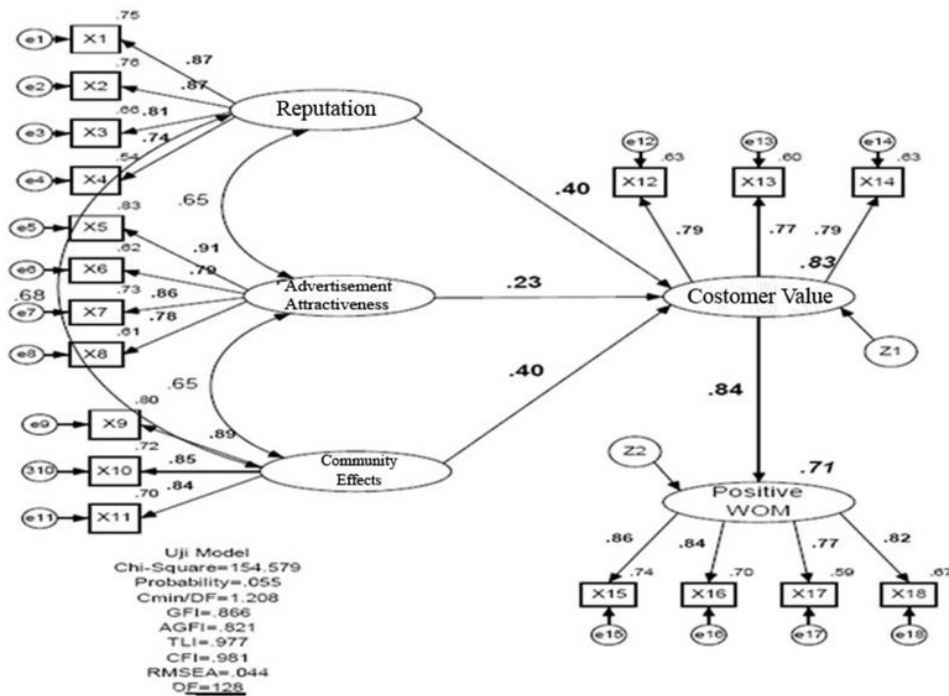 .75
e1 X1
.87
.76
e2 X2
.87
.66
.81
e3 X3
.74
.54
e4 X4
Reputation
.65
.68
.83
e5 X5
.91
.62
e6 X6
.79
.73
.86
e7 X7
.78
.61
e8 X8
Advertisement
Attractiveness
.65
.80
e9 X9
.89
.72
310 X10
.85
.70
.84
e11 X11
Community
Effects
.40
.23
.40
e12 e13 e14
.63 .60 .63
X12 X13 X14
.79 .77 .79
.83
Costomer Value
Z1
.84
Z2
.71
Positive
WOM
.86 .84 .77 .82
.74 .70 .59 .67
X15 X16 X17 X18
e15 e16 e17 e18
Uji Model
Chi-Square=154.579
Probability=.055
Cmin/DF=1.208
GFI=.866
AGFI=.821
TLI=.977
CFI=.981
RMSEA=.044
DF=128